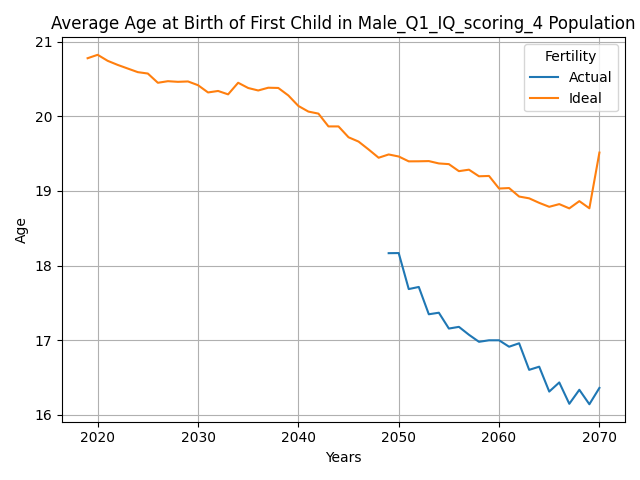 Average Age at Birth of First Child in Male_Q1_IQ_scoring_4 Population
Fertility
Actual
Ideal
Age
21
20
19
18
17
16
2020 2030 2040 2050 2060 2070
Years